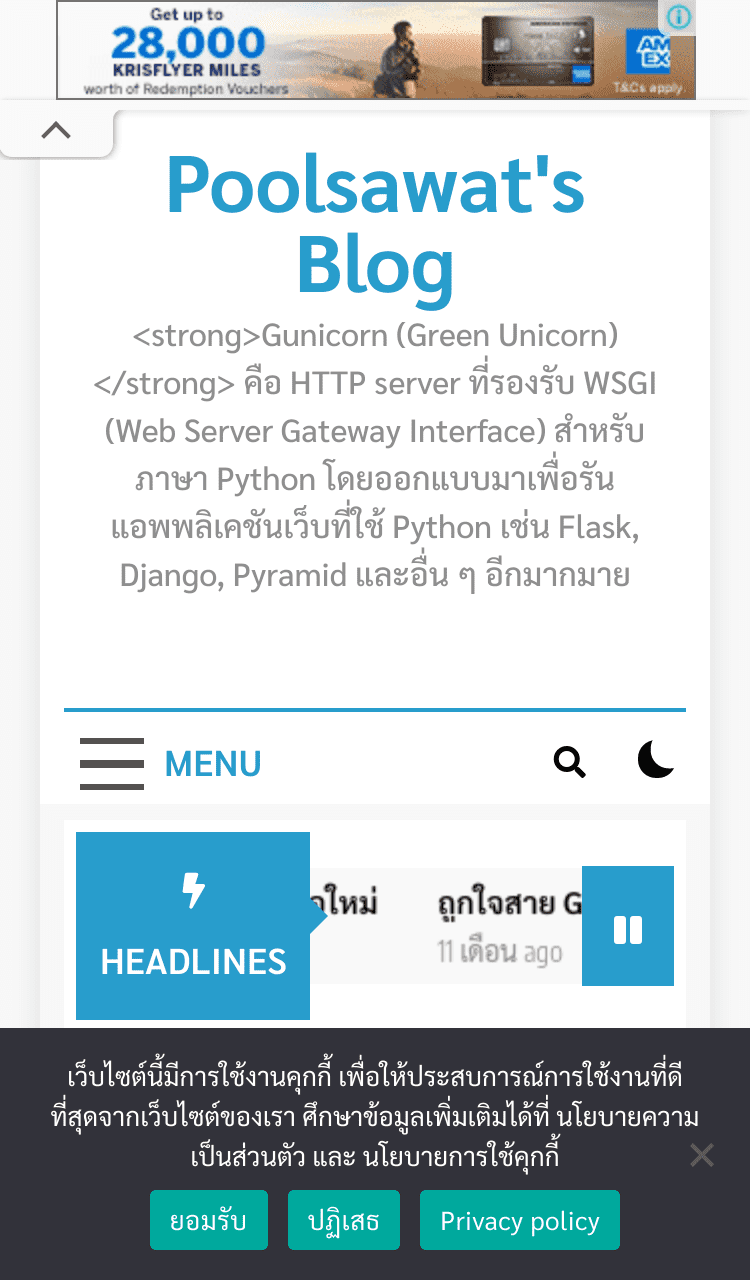 Get up to
28,000
KRISFLYER MILES
worth of Redemption Vouchers
AMERICAN EXPRESS
AM
EX
T&Cs apply.
Poolsawat's
Blog
<strong>Gunicorn (Green Unicorn)
</strong> คือ HTTP server ที่รองรับ WSGI
(Web Server Gateway Interface) สำหรับ
ภาษา Python โดยออกแบบมาเพื่อรัน
แอพพลิเคชันเว็บที่ใช้ Python เช่น Flask,
Django, Pyramid และอื่น ๆ อีกมากมาย
MENU
HEADLINES
ใหม่ ถูกใจสาย G
11 เดือน ago
เว็บไซต์นี้มีการใช้งานคุกกี้ เพื่อให้ประสบการณ์การใช้งานที่ดี
ที่สุดจากเว็บไซต์ของเรา ศึกษาข้อมูลเพิ่มเติมได้ที่ นโยบายความ
เป็นส่วนตัว และ นโยบายการใช้คุกกี้
ยอมรับ ปฏิเสธ Privacy policy